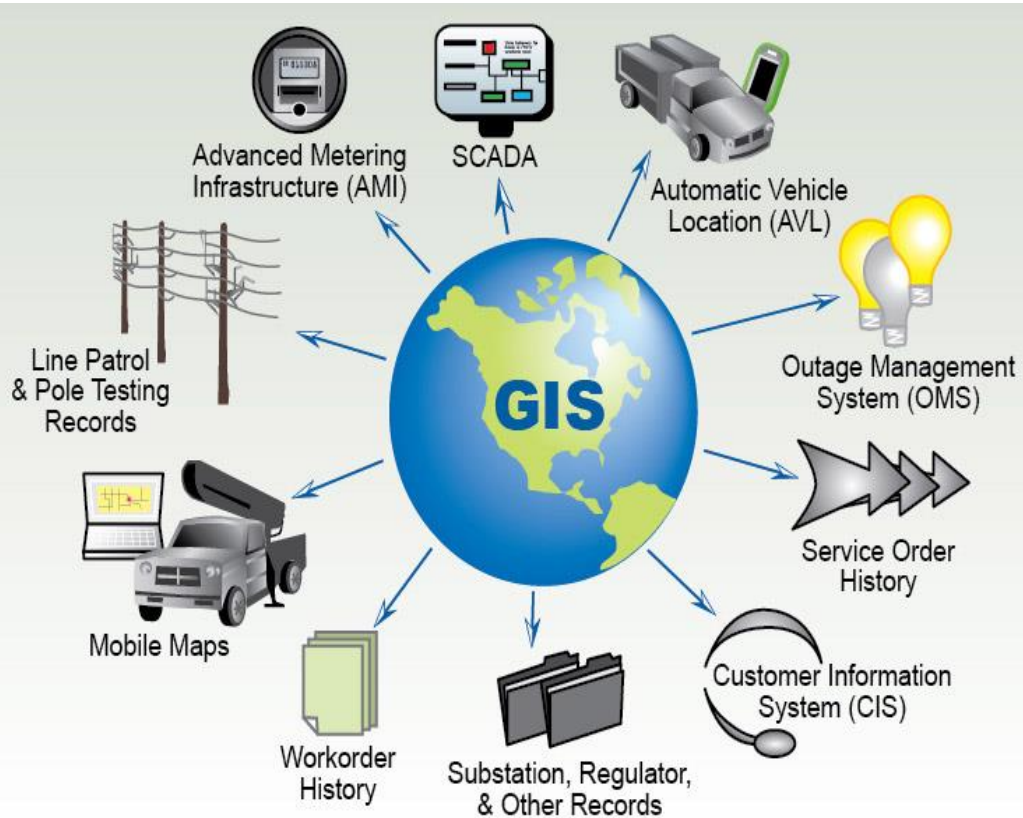 Advanced Metering
Infrastructure (AMI)
SCADA
Automatic Vehicle
Location (AVL)
Line Patrol
& Pole Testing
Records
GIS
Outage Management
System (OMS)
Mobile Maps
Service Order
History
Workorder
History
Substation, Regulator,
& Other Records
Customer Information
System (CIS)